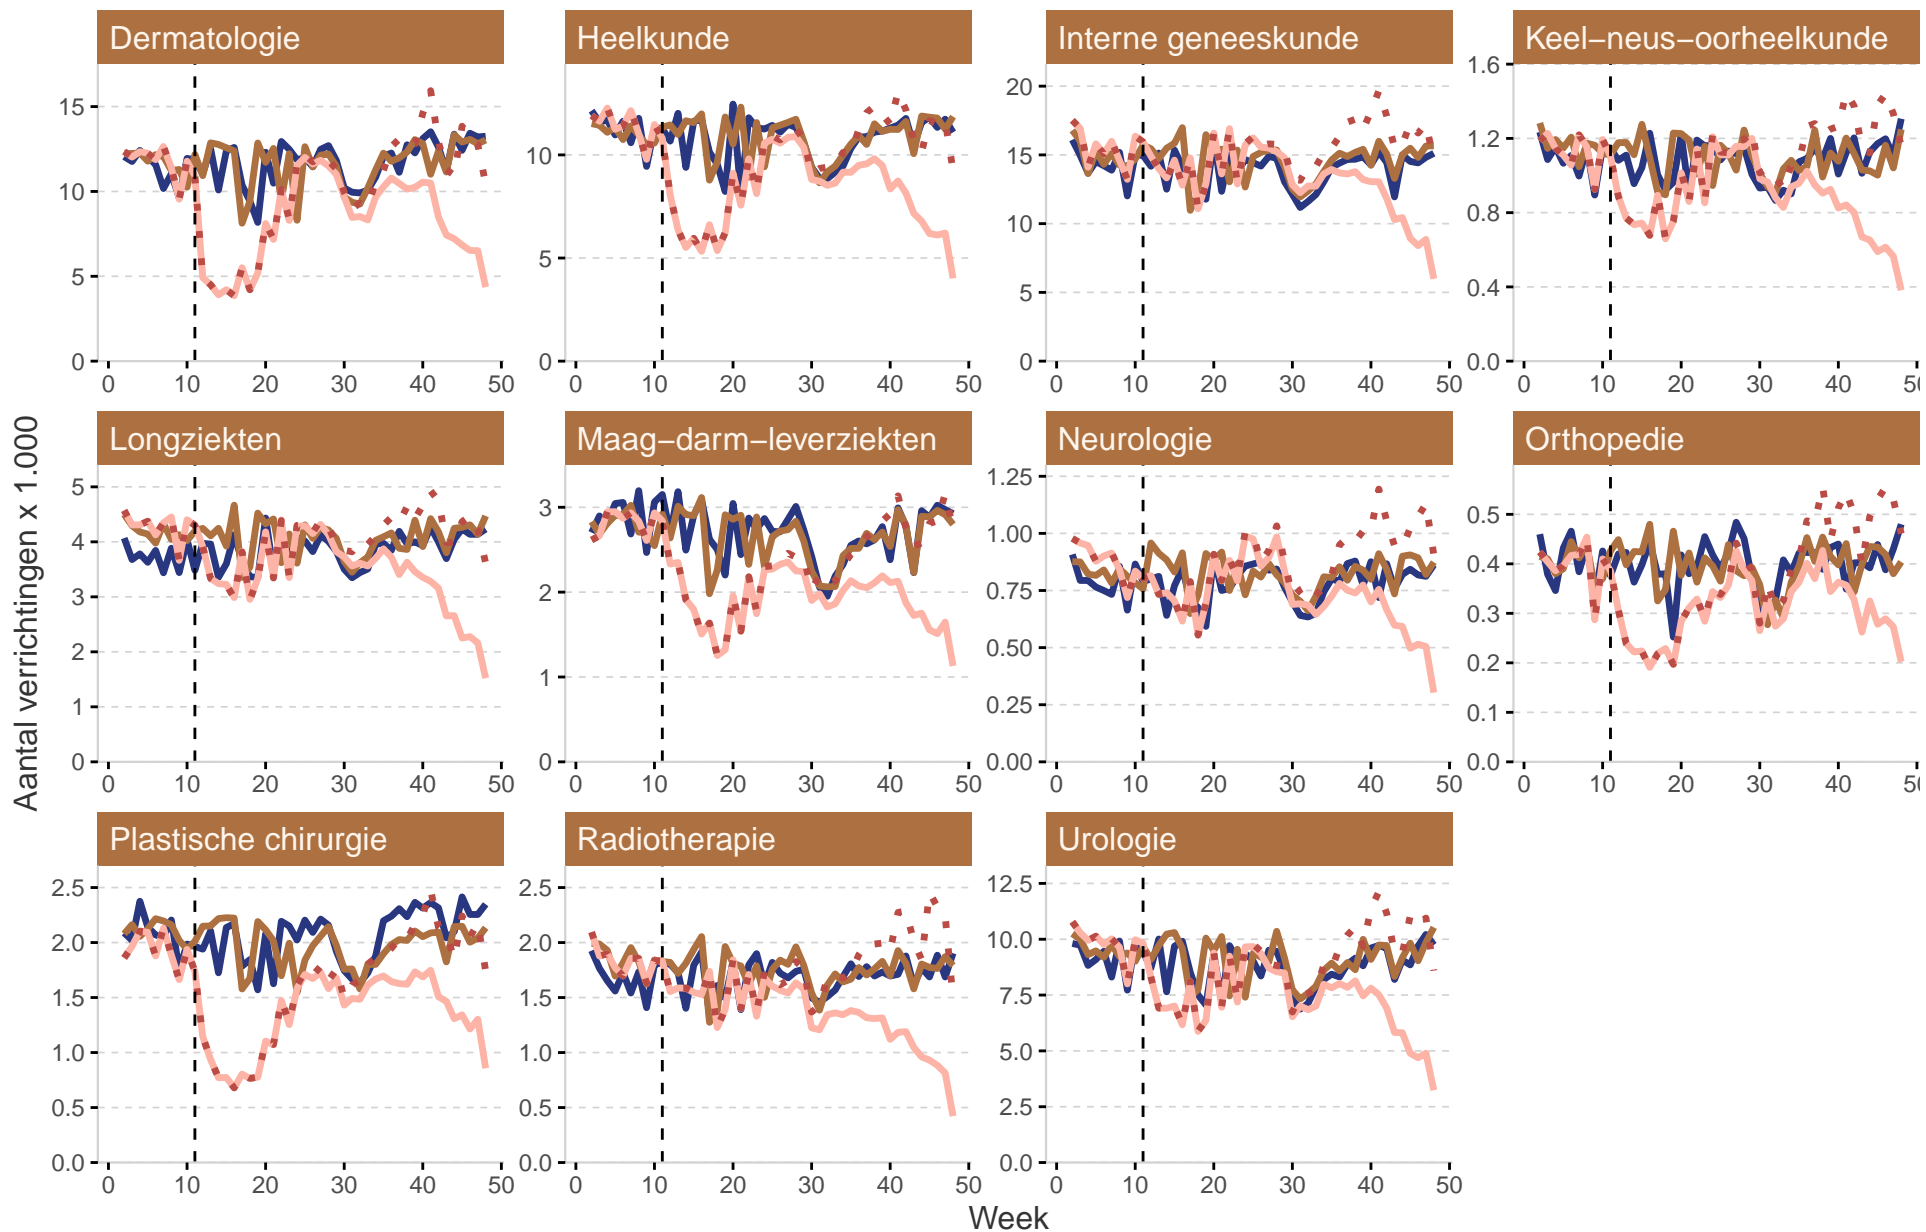 Dermatologie
Heelkunde
Interne geneeskunde
Keel−neus−oorheelkunde
15
10
5
0
10
5
0
20
15
10
5
0
1.6
1.2
0.8
0.4
0.0
0 10 20 30 40 50
0 10 20 30 40 50
0 10 20 30 40 50
0 10 20 30 40 50
Longziekten
Maag−darm−leverziekten
Neurologie
Orthopedie
5
4
3
2
1
0
3
2
1
0
1.25
1.00
0.75
0.50
0.25
0.00
0.5
0.4
0.3
0.2
0.1
0.0
0 10 20 30 40 50
0 10 20 30 40 50
0 10 20 30 40 50
0 10 20 30 40 50
Plastische chirurgie
Radiotherapie
Urologie
2.5
2.0
1.5
1.0
0.5
0.0
2.5
2.0
1.5
1.0
0.5
0.0
12.5
10.0
7.5
5.0
2.5
0.0
0 10 20 30 40 50
0 10 20 30 40 50
0 10 20 30 40 50
Aantal verrichtingen x 1.000
Week